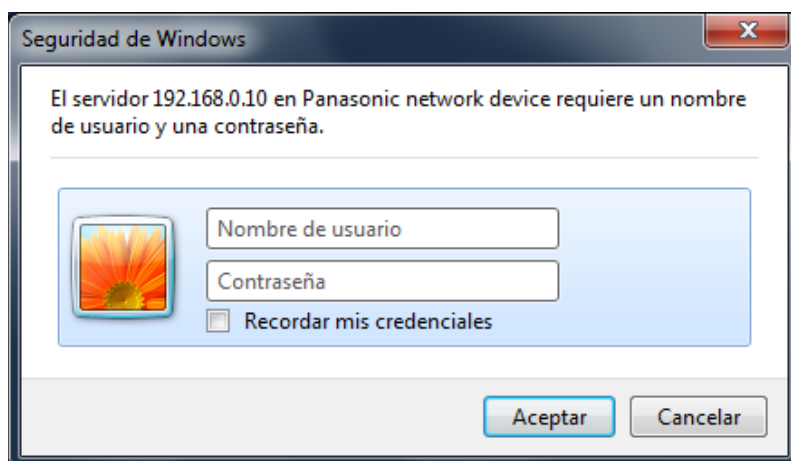 Seguridad de Windows
El servidor 192.168.0.10 en Panasonic network device requiere un nombre
de usuario y una contraseña.
Nombre de usuario
Contraseña
Recordar mis credenciales
Aceptar Cancelar